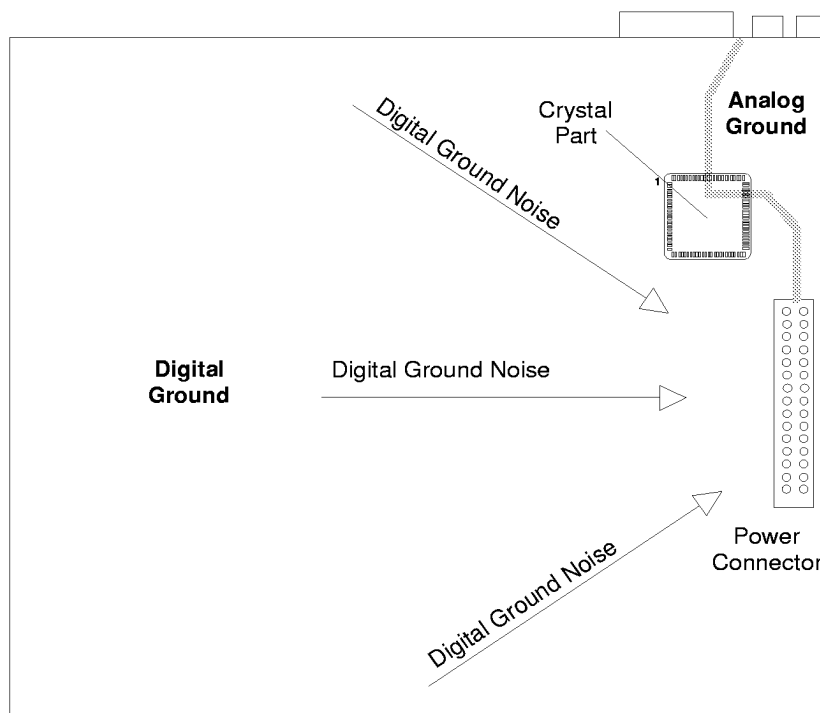 Digital Ground Noise
Crystal
Part
Analog
Ground
1
Digital
Ground
Digital Ground Noise
Digital Ground Noise
Power
Connector